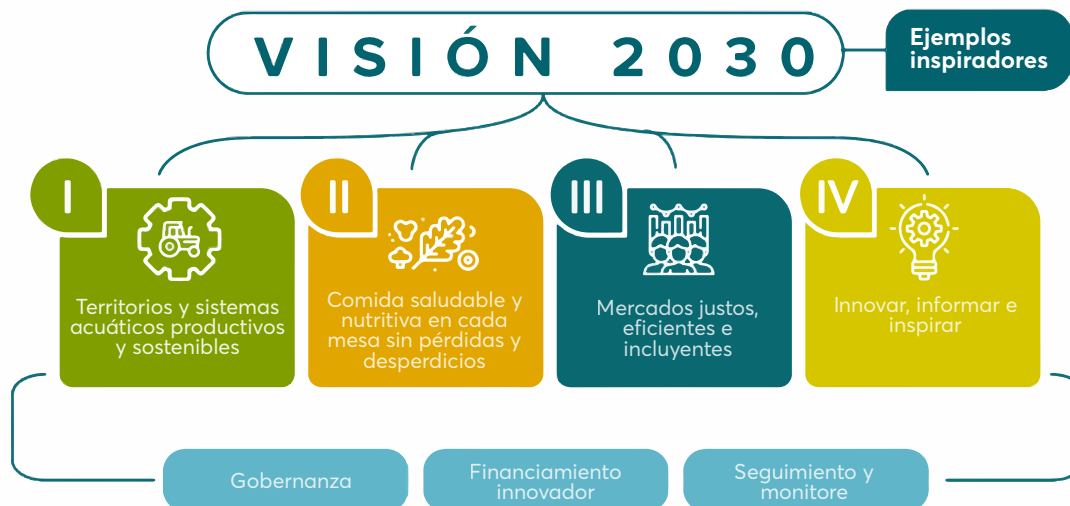 VISIÓN 2030
Ejemplos
inspiradores
I
Territorios y sistemas
acuáticos productivos
y sostenibles
II
Comida saludable y
nutritiva en cada
mesa sin pérdidas y
desperdicios
III
Mercados justos,
eficientes e
incluyentes
IV
Innovar, informar e
inspirar
Gobernanza
Financiamiento
innovador
Seguimiento y
monitore